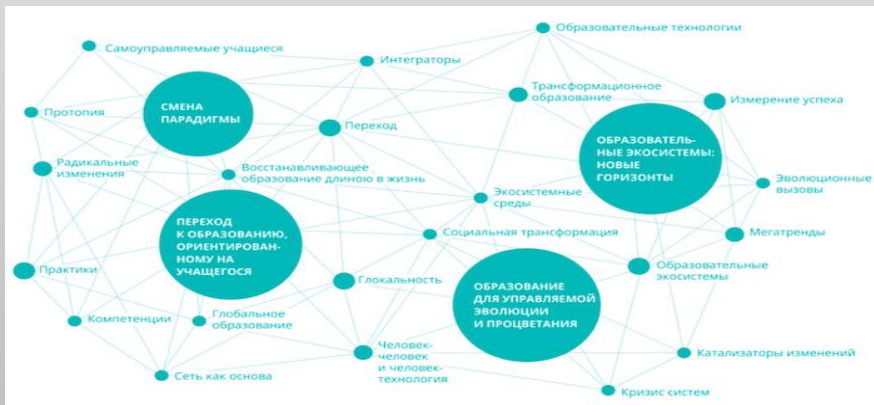 Образовательные технологии
Самоуправляемые учащиеся
Интеграторы
Трансформационное
образование
Измерение успеха
СМЕНА
ПАРАДИГМЫ
Протопия
Переход
ОБРАЗОВАТЕЛЬ-
НЫЕ ЭКОСИСТЕМЫ:
НОВЫЕ
ГОРИЗОНТЫ
Радикальные
изменения
Восстанавливающее
образование длиною в жизнь
Эволюционные
вызовы
Экосистемные
среды
ПЕРЕХОД
К ОБРАЗОВАНИЮ,
ОРИЕНТИРОВАН-
НОМУ НА
УЧАЩЕГОСЯ
Социальная трансформация
Мегатренды
Практики
Глокальность
Образовательные
экосистемы
ОБРАЗОВАНИЕ
ДЛЯ УПРАВЛЯЕМОЙ
ЭВОЛЮЦИИ
И ПРОЦВЕТАНИЯ
Компетенции
Глобальное
образование
Человек-
человек
и человек-
технология
Катализаторы изменений
Сеть как основа
Кризис систем